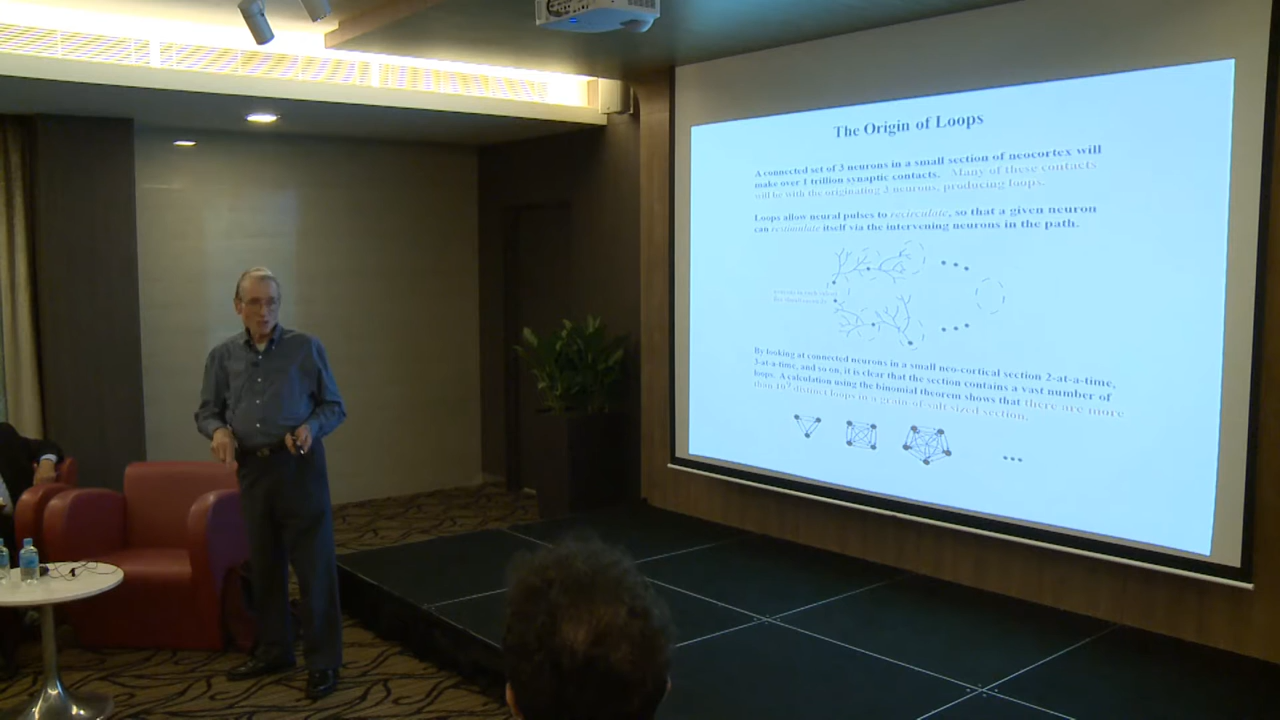 The Origin of Loops
A connected set of 3 neurons in a small section of neocortex will
make over 1 trillion synaptic contacts. Many of these contacts
will be with the originating 3 neurons, producing loops.
Loops allow neural pulses to recirculate, so that a given neuron
can restimulate itself via the intervening neurons in the path.
By looking at connected neurons in a small neo-cortical section 2-at-a-time,
3-at-a-time, and so on, it is clear that the section contains a vast number of
loops. A calculation using the binomial theorem shows that there are more
distinct loops in a grain-of-salt sized section.